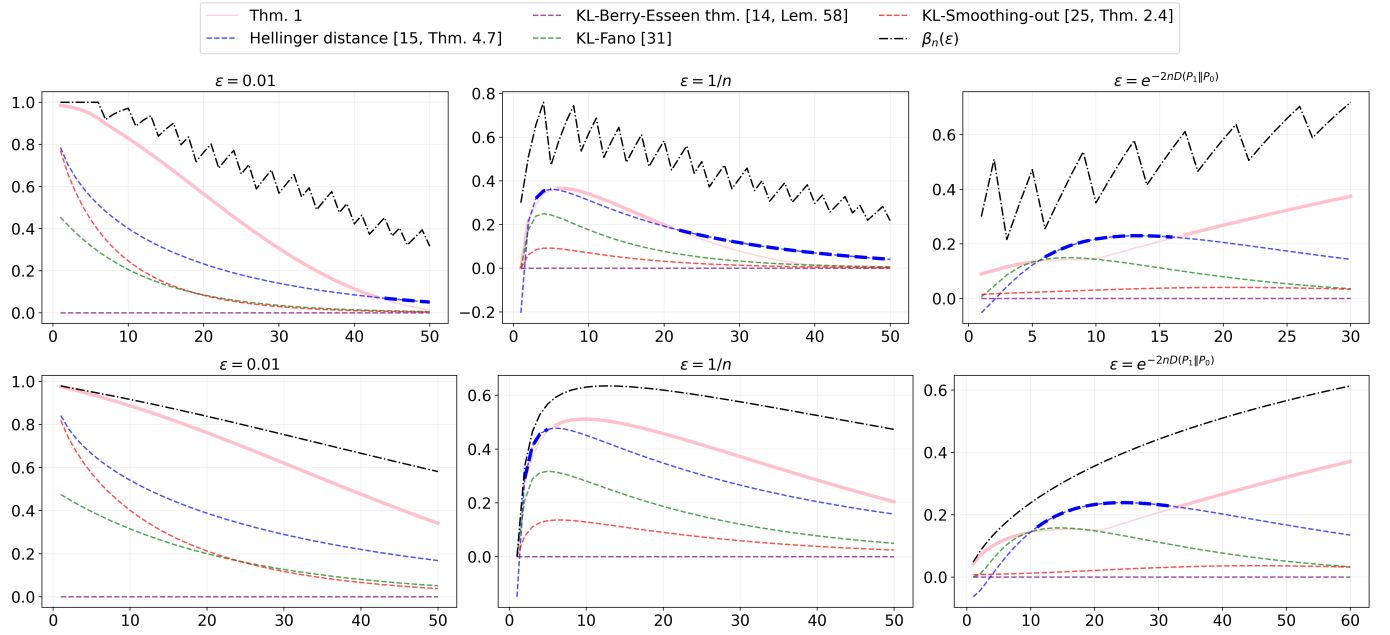 Thm. 1
Hellinger distance [15, Thm. 4.7]
KL-Berry-Esseen thm. [14, Lem. 58]
KL-Fano [31]
KL-Smoothing-out [25, Thm. 2.4]
βₙ(ε)
ε = 0.01
1.0
0.8
0.6
0.4
0.2
0.0
0 10 20 30 40 50
ε = 1/n
0.8
0.6
0.4
0.2
0.0
−0.2
0 10 20 30 40 50
ε = e^{−2nD(P₁‖P₀)}
0.6
0.4
0.2
0.0
0 5 10 15 20 25 30
ε = 0.01
1.0
0.8
0.6
0.4
0.2
0.0
0 10 20 30 40 50
ε = 1/n
0.6
0.4
0.2
0.0
0 10 20 30 40 50
ε = e^{−2nD(P₁‖P₀)}
0.6
0.4
0.2
0.0
0 10 20 30 40 50 60